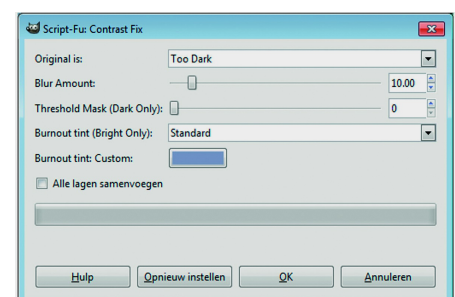 Script-Fu: Contrast Fix
Original is: Too Dark
Blur Amount: 10.00
Threshold Mask (Dark Only): 0
Burnout tint (Bright Only): Standard
Burnout tint: Custom:
Alle lagen samenvoegen
Hulp Opnieuw instellen OK Annuleren